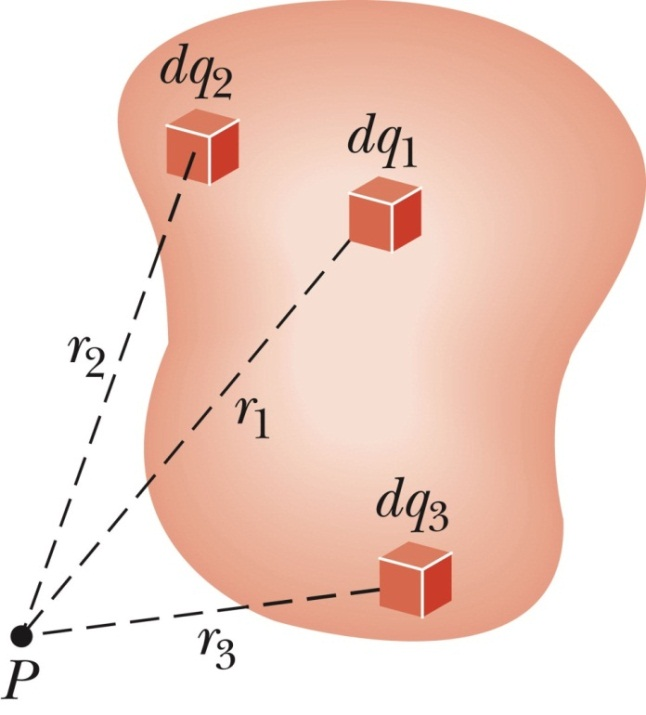 dq₂
dq₁
r₂
r₁
dq₃
r₃
P